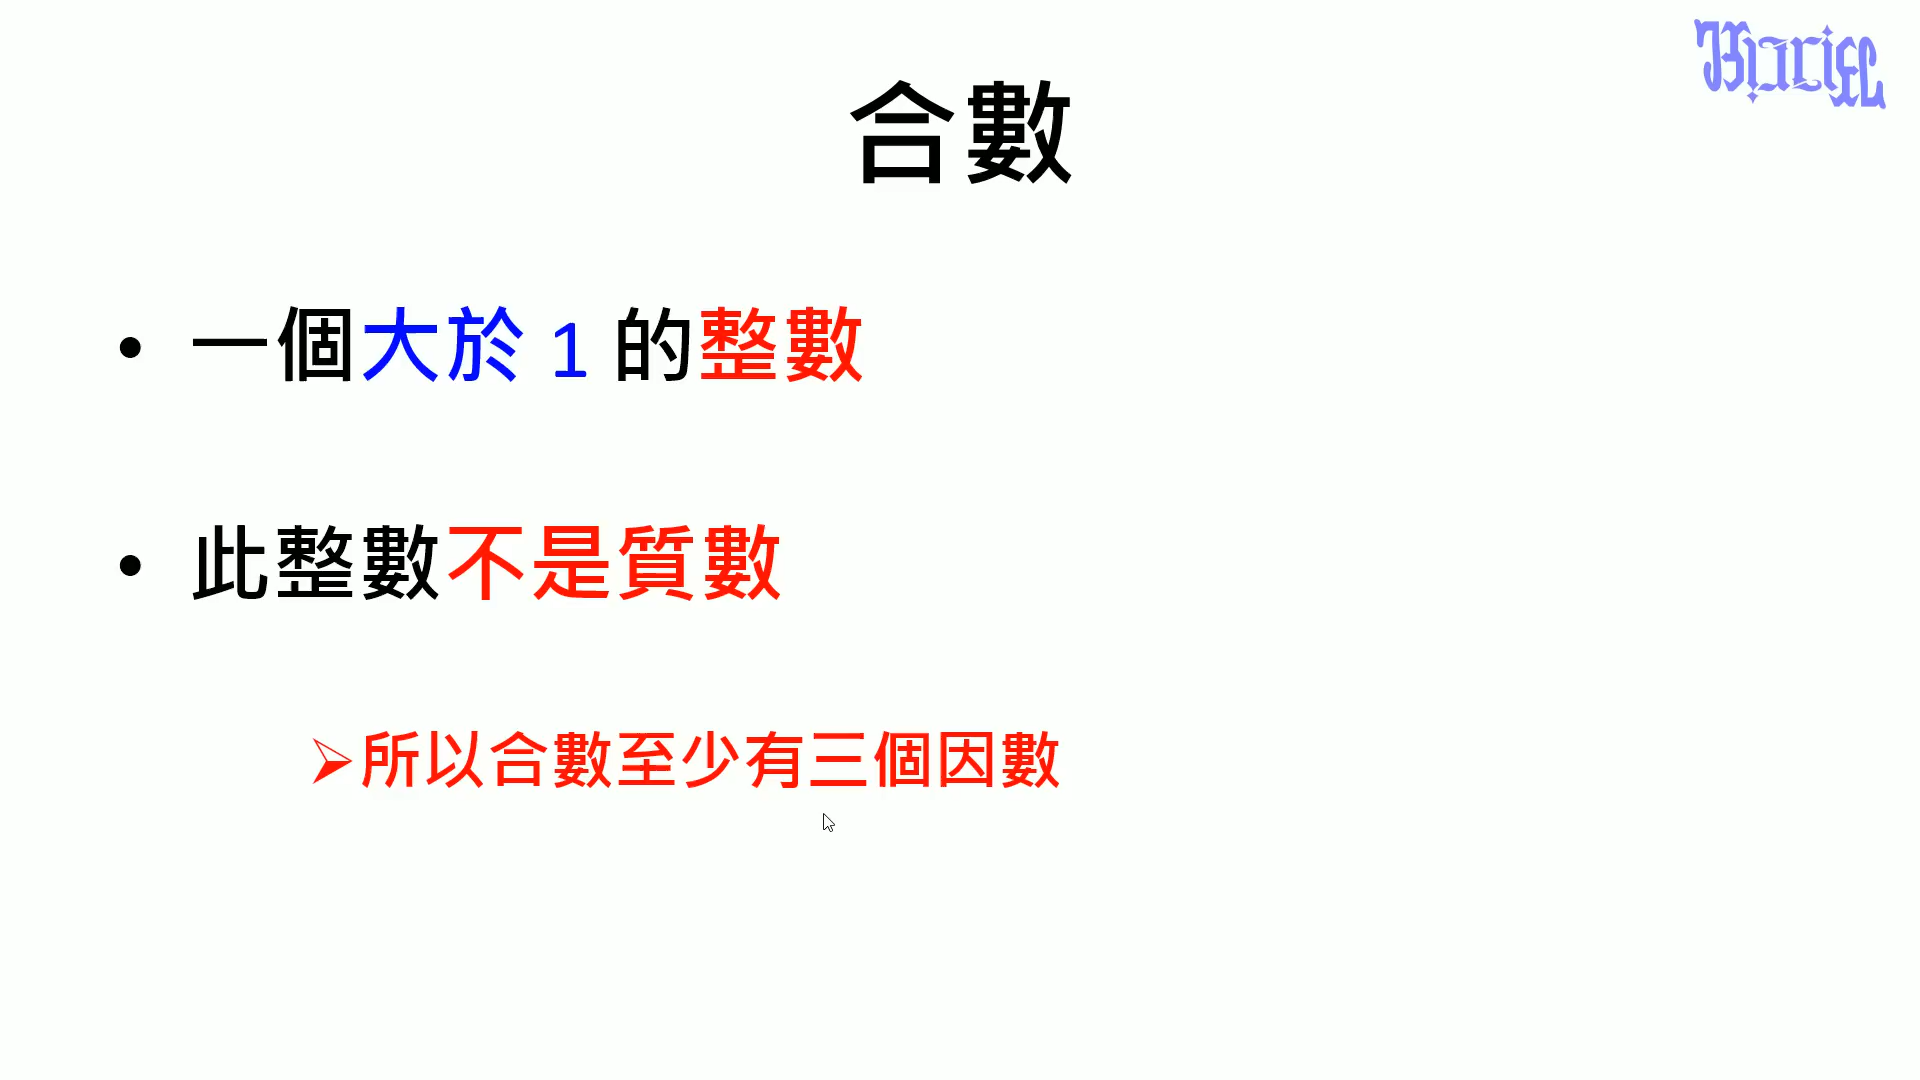 合數
• 一個大於 1 的整數
• 此整數不是質數
➢所以合數至少有三個因數